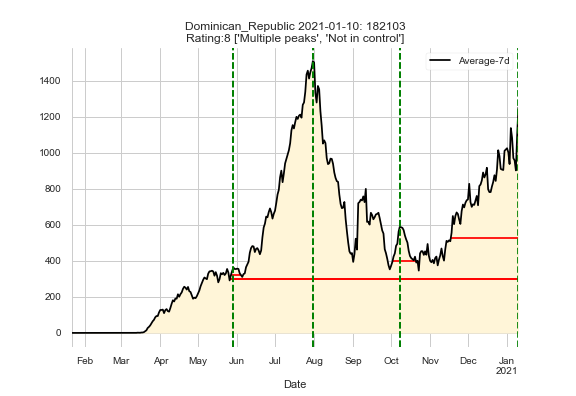 Dominican_Republic 2021-01-10: 182103
Rating:8 ['Multiple peaks', 'Not in control']
Average-7d
1400
1200
1000
800
600
400
200
0
Feb Mar Apr May Jun Jul Aug Sep Oct Nov Dec Jan
2021
Date